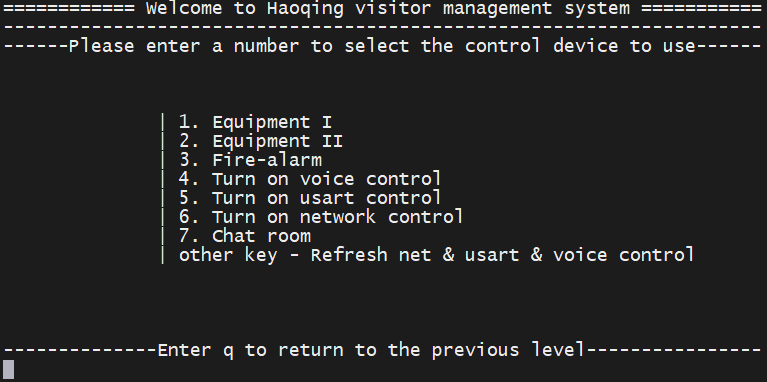 ============ Welcome to Haoqing visitor management system ===========
---------------------------------------------------------------------
------Please enter a number to select the control device to use------
| 1. Equipment I
| 2. Equipment II
| 3. Fire-alarm
| 4. Turn on voice control
| 5. Turn on usart control
| 6. Turn on network control
| 7. Chat room
| other key - Refresh net & usart & voice control
--------------Enter q to return to the previous level----------------